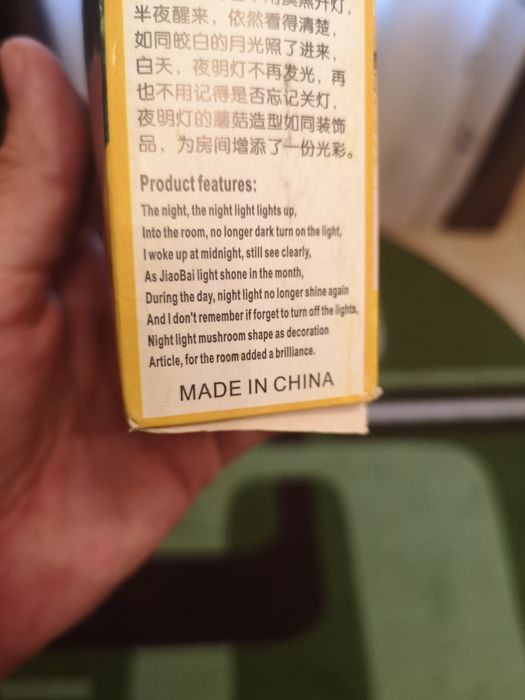 用摸黑开灯，
半夜醒来，依然看得清楚，
如同皎白的月光照了进来，
白天，夜明灯不再发光，再
也不用记得是否忘记关灯，
夜明灯的蘑菇造型如同装饰
品，为房间增添了一份光彩。
Product features:
The night, the night light lights up,
Into the room, no longer dark turn on the light,
I woke up at midnight, still see clearly,
As JiaoBai light shone in the month,
During the day, night light no longer shine again
And I don't remember if forget to turn off the lights,
Night light mushroom shape as decoration
Article, for the room added a brilliance.
MADE IN CHINA